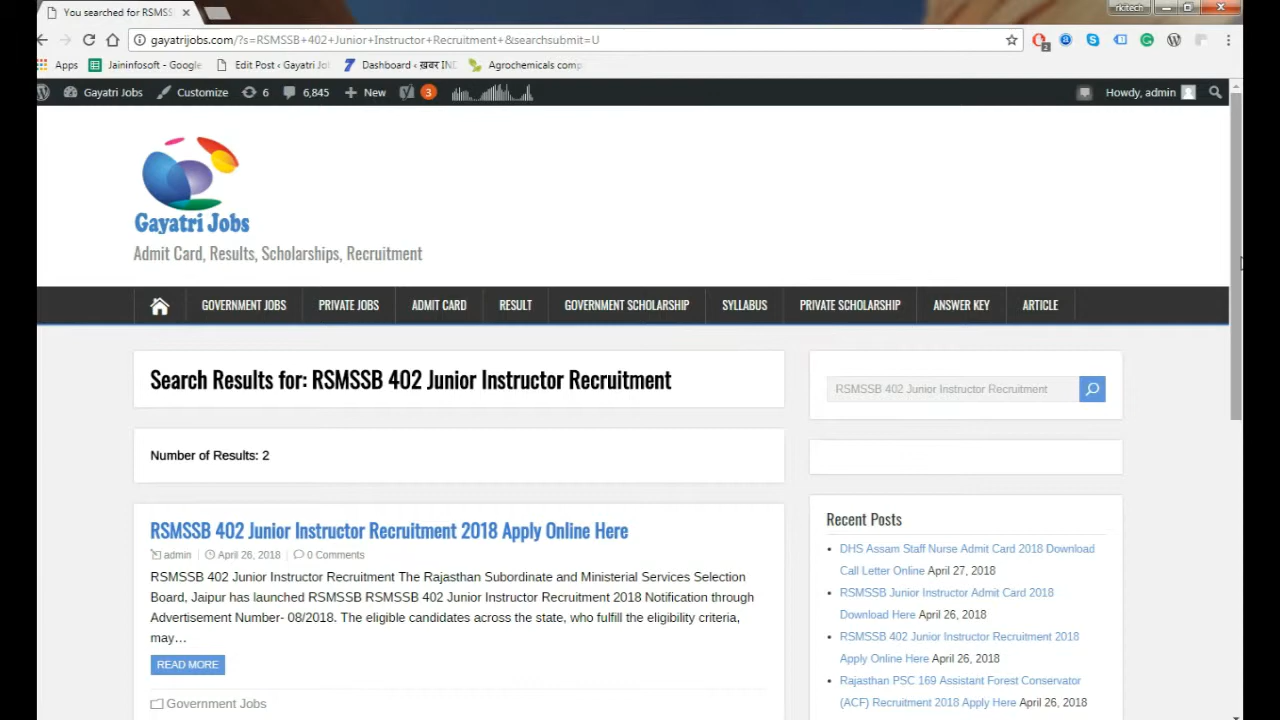 You searched for RSMSS
rkitech
gayatrijobs.com/?s=RSMSSB+402+Junior+Instructor+Recruitment+&searchsubmit=U
2
Apps Jaininfosoft - Google Edit Post ‹ Gayatri Jo Dashboard ‹ ख़बर IND Agrochemicals comp
Gayatri Jobs Customize 6 6,845 New 3 Howdy, admin
Gayatri Jobs
Admit Card, Results, Scholarships, Recruitment
GOVERNMENT JOBS PRIVATE JOBS ADMIT CARD RESULT GOVERNMENT SCHOLARSHIP SYLLABUS PRIVATE SCHOLARSHIP ANSWER KEY ARTICLE
Search Results for: RSMSSB 402 Junior Instructor Recruitment
Number of Results: 2
RSMSSB 402 Junior Instructor Recruitment 2018 Apply Online Here
admin April 26, 2018 0 Comments
RSMSSB 402 Junior Instructor Recruitment The Rajasthan Subordinate and Ministerial Services Selection
Board, Jaipur has launched RSMSSB RSMSSB 402 Junior Instructor Recruitment 2018 Notification through
Advertisement Number- 08/2018. The eligible candidates across the state, who fulfill the eligibility criteria,
may…
READ MORE
Government Jobs
RSMSSB 402 Junior Instructor Recruitment
Recent Posts
DHS Assam Staff Nurse Admit Card 2018 Download
Call Letter Online April 27, 2018
RSMSSB Junior Instructor Admit Card 2018
Download Here April 26, 2018
RSMSSB 402 Junior Instructor Recruitment 2018
Apply Online Here April 26, 2018
Rajasthan PSC 169 Assistant Forest Conservator
(ACF) Recruitment 2018 Apply Here April 26, 2018